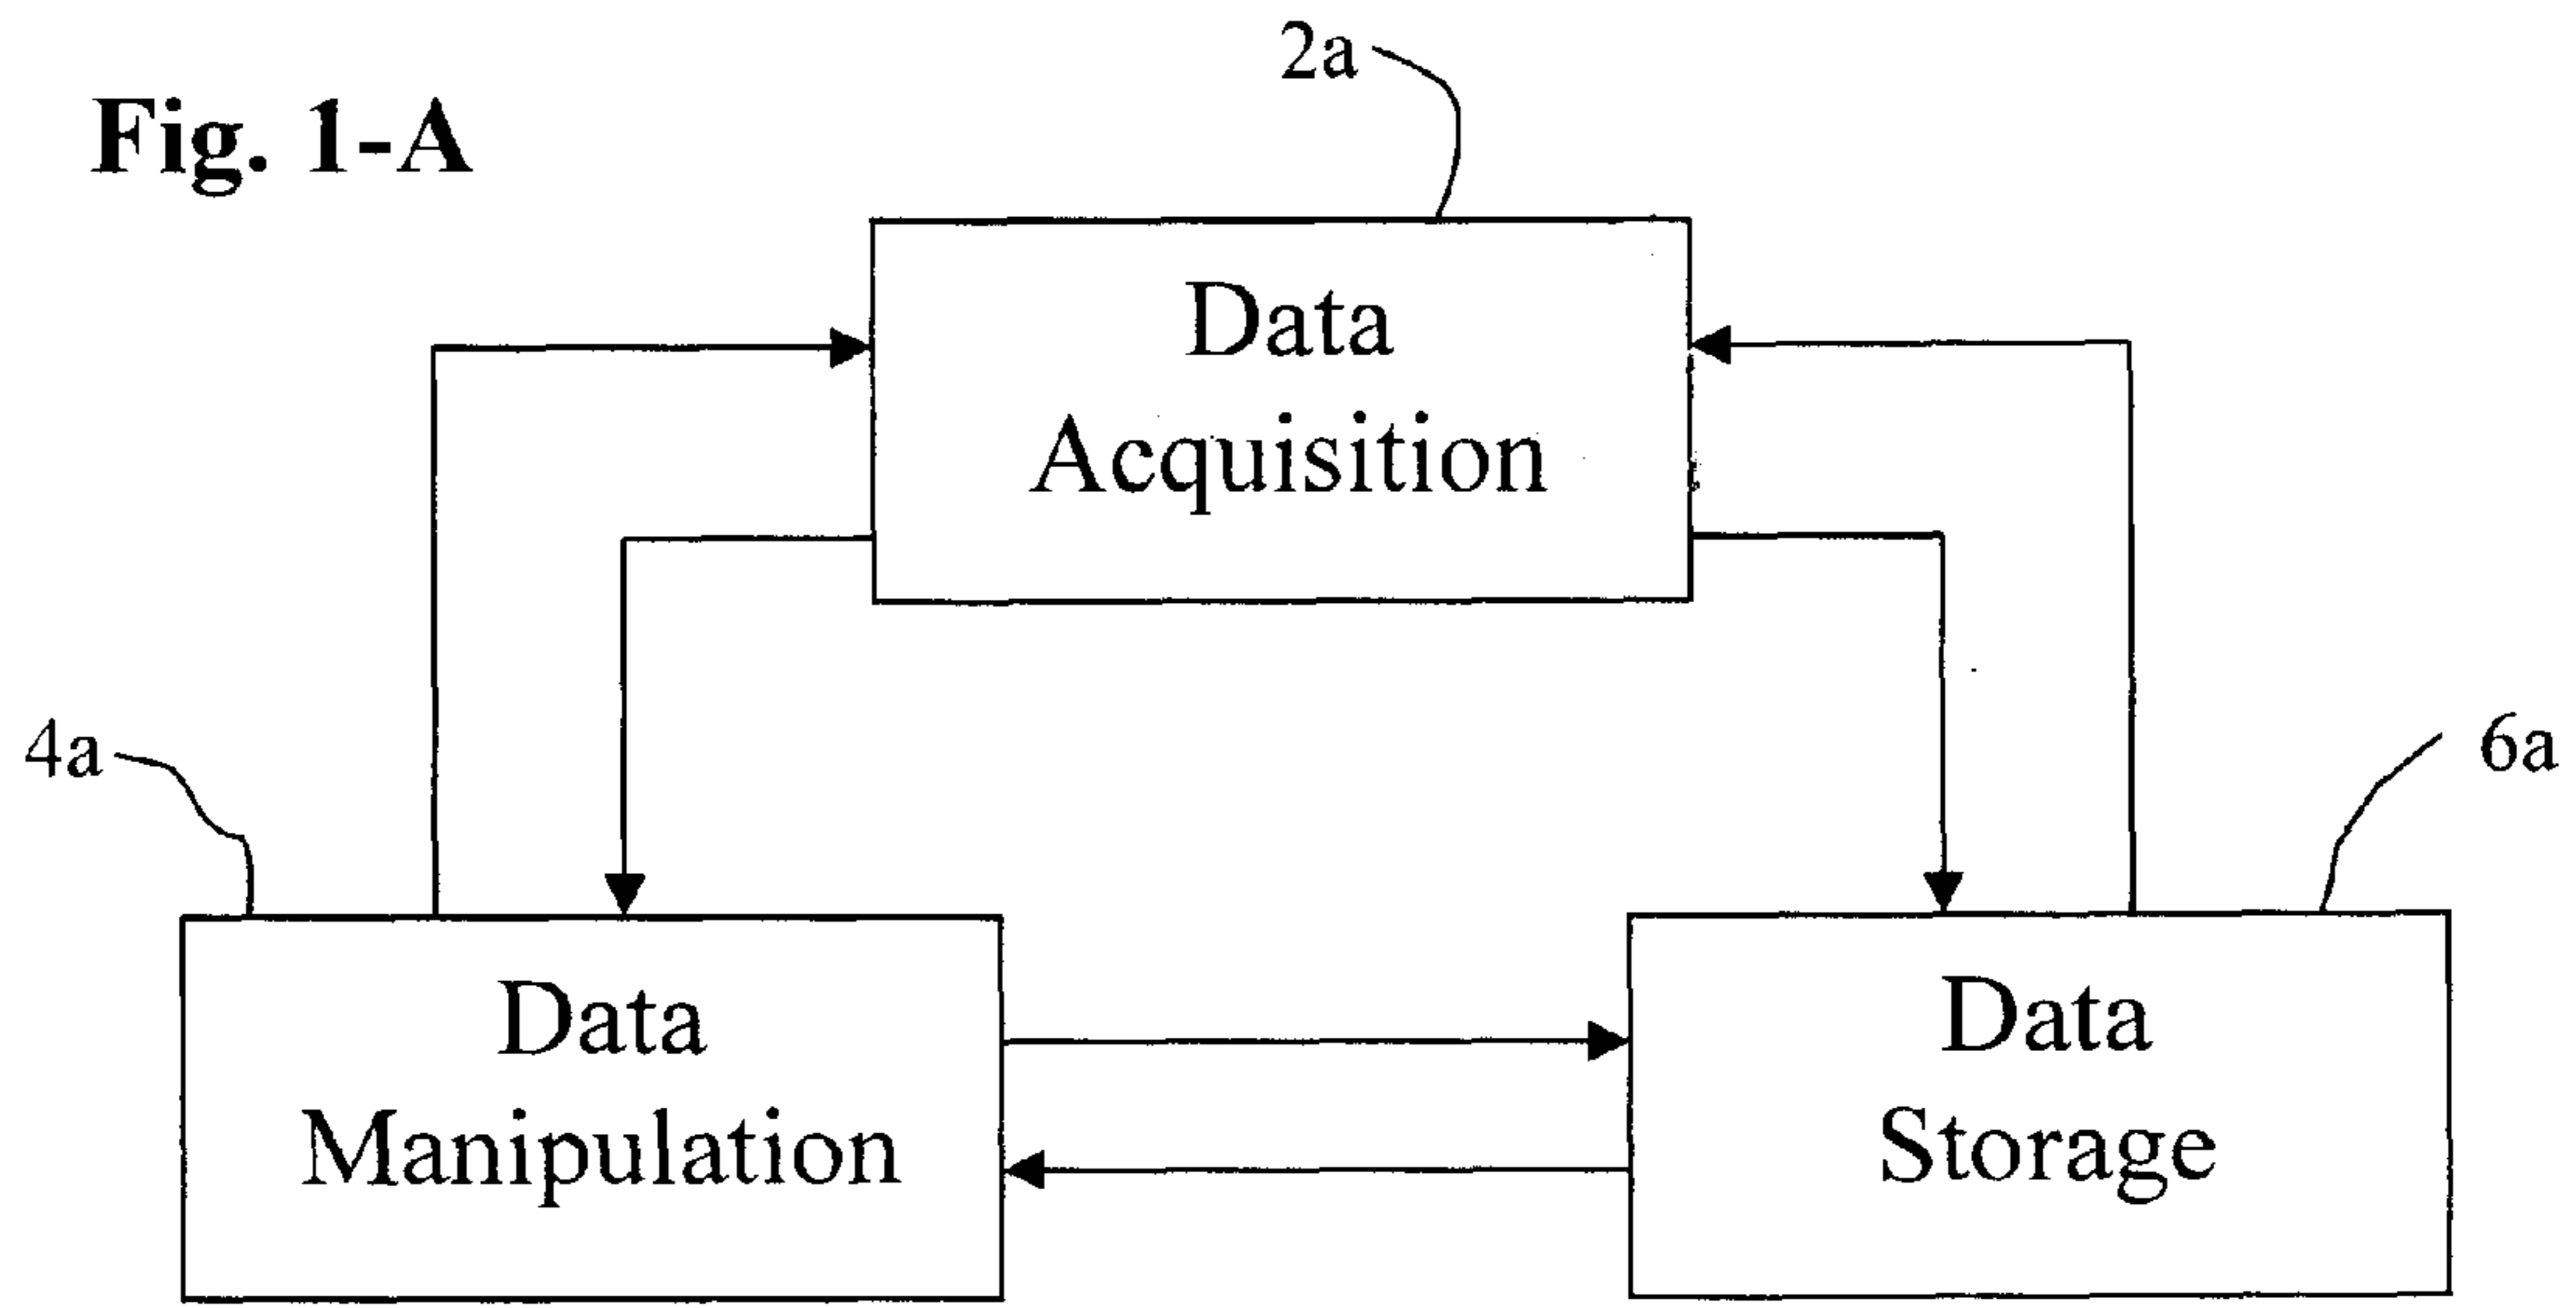 2a
Fig. 1-A
Data
Acquisition
4a
6a
Data
Manipulation
Data
Storage